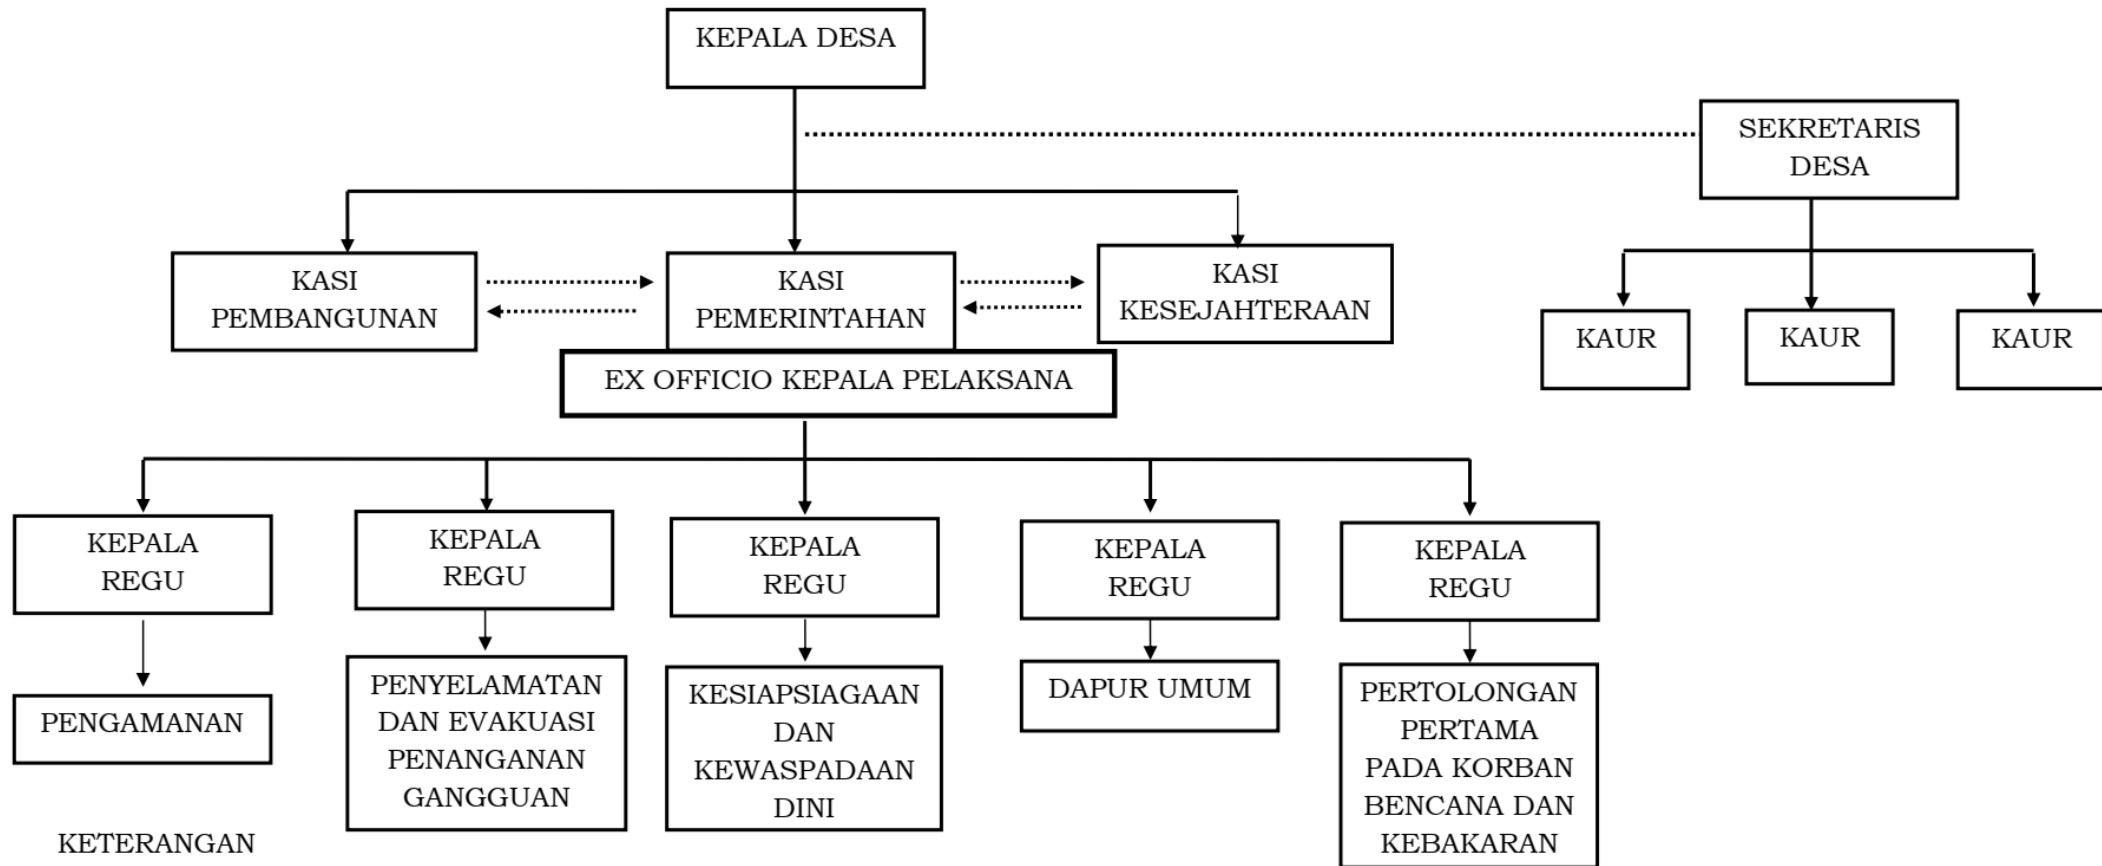 KEPALA DESA
SEKRETARIS
DESA
KASI
PEMBANGUNAN
KASI
PEMERINTAHAN
KASI
KESEJAHTERAAN
KAUR
KAUR
KAUR
EX OFFICIO KEPALA PELAKSANA
KEPALA
REGU
KEPALA
REGU
KEPALA
REGU
KEPALA
REGU
KEPALA
REGU
PENGAMANAN
PENYELAMATAN
DAN EVAKUASI
PENANGANAN
GANGGUAN
KESIAPSIAGAAN
DAN
KEWASPADAAN
DINI
DAPUR UMUM
PERTOLONGAN
PERTAMA
PADA KORBAN
BENCANA DAN
KEBAKARAN
KETERANGAN